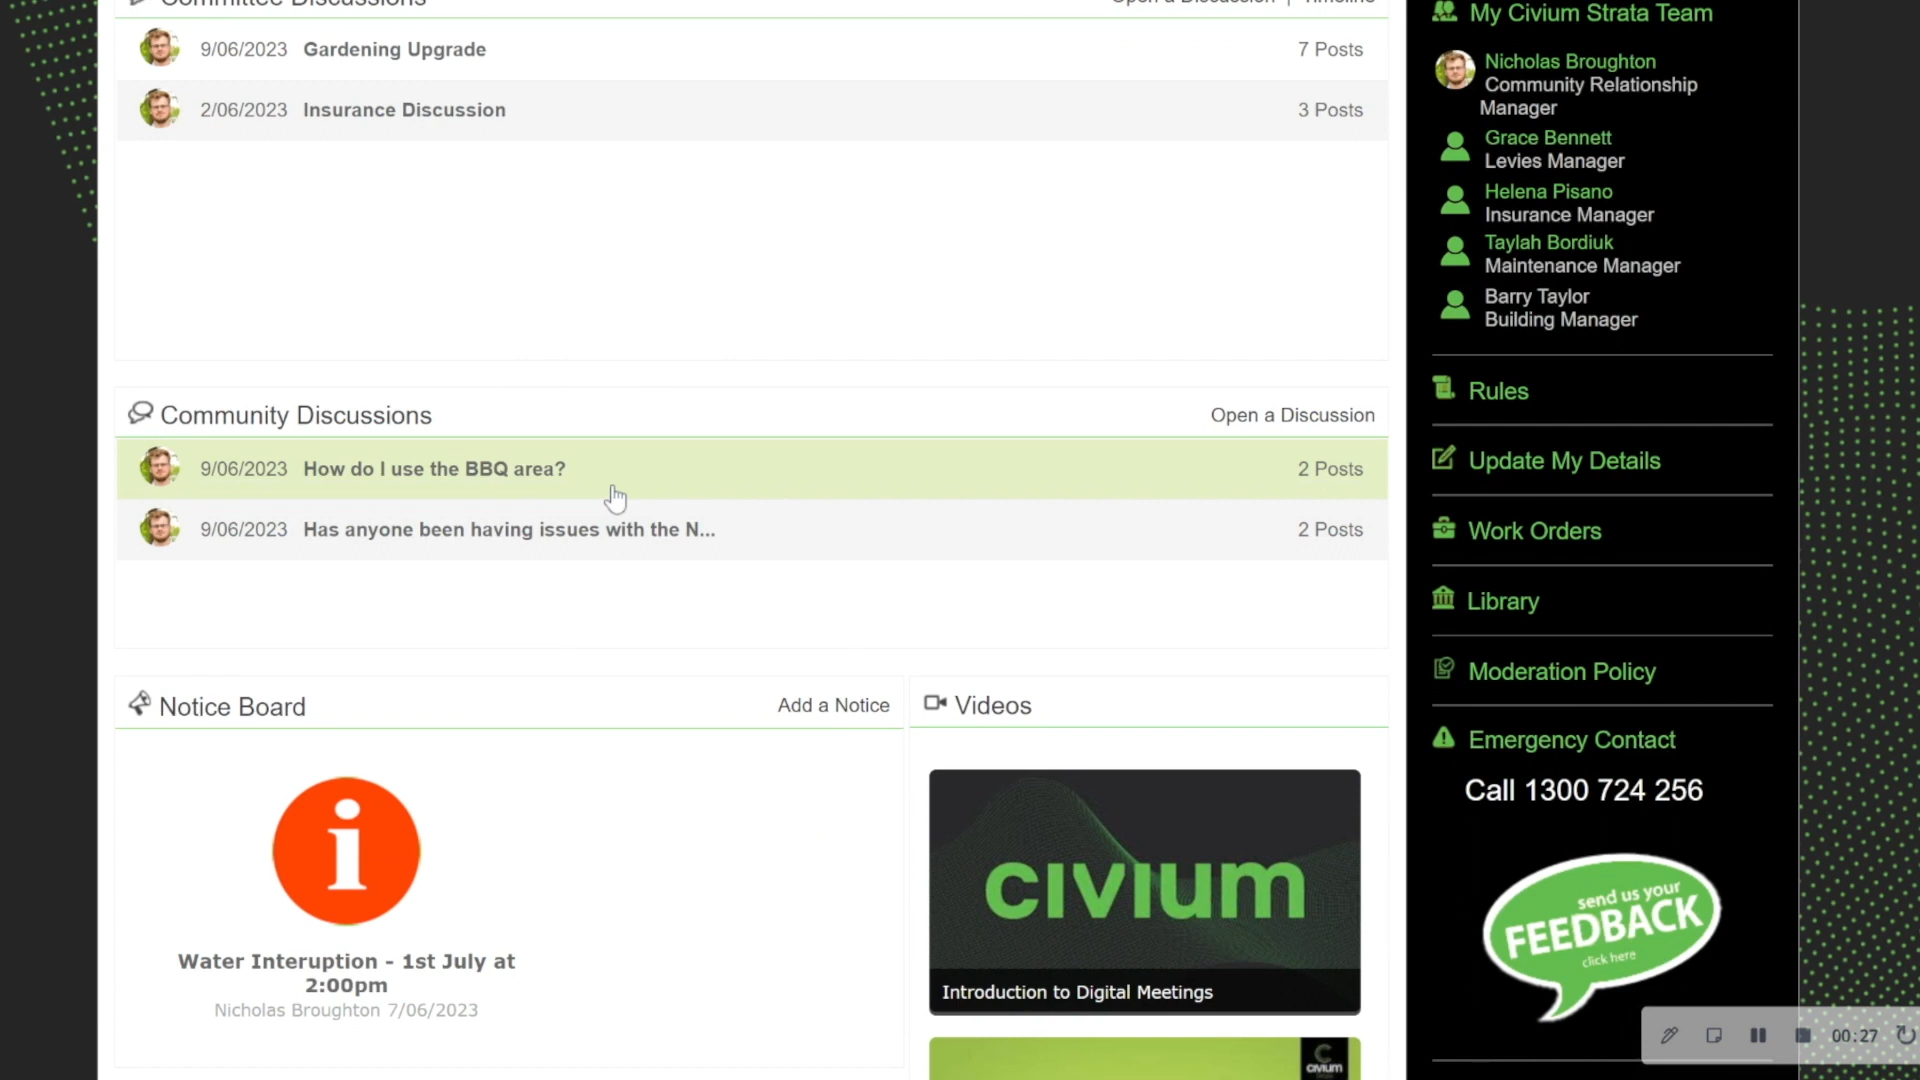 Committee Discussions
Open a Discussion | Timeline
9/06/2023 Gardening Upgrade 7 Posts
2/06/2023 Insurance Discussion 3 Posts
Community Discussions Open a Discussion
9/06/2023 How do I use the BBQ area? 2 Posts
9/06/2023 Has anyone been having issues with the N... 2 Posts
Notice Board Add a Notice
Water Interuption - 1st July at
2:00pm
Nicholas Broughton 7/06/2023
Videos
civium
Introduction to Digital Meetings
civium
My Civium Strata Team
Nicholas Broughton
Community Relationship
Manager
Grace Bennett
Levies Manager
Helena Pisano
Insurance Manager
Taylah Bordiuk
Maintenance Manager
Barry Taylor
Building Manager
Rules
Update My Details
Work Orders
Library
Moderation Policy
Emergency Contact
Call 1300 724 256
send us your
FEEDBACK
click here
00:27